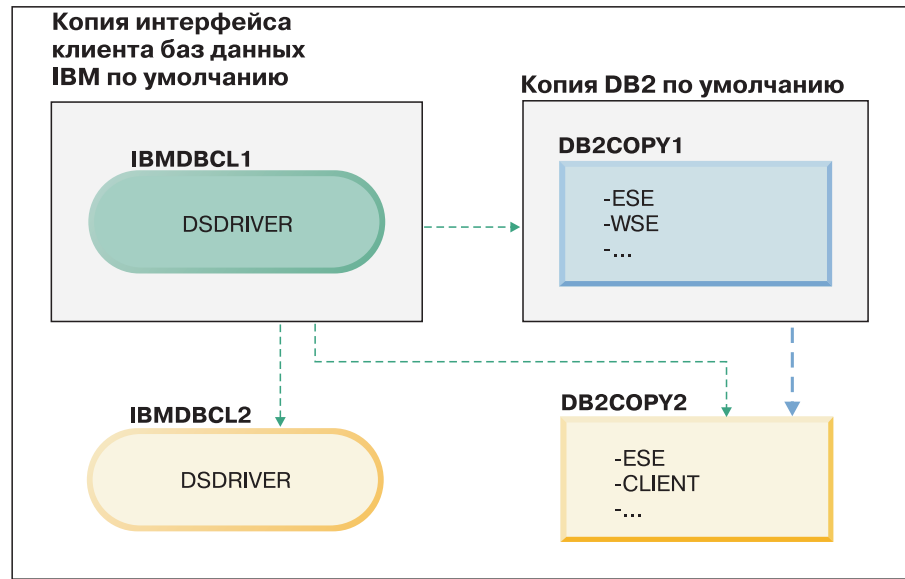 Копия интерфейса
клиента баз данных
IBM по умолчанию
IBMDBCL1
DSDRIVER
Копия DB2 по умолчанию
DB2COPY1
-ESE
-WSE
-...
IBMDBCL2
DSDRIVER
DB2COPY2
-ESE
-CLIENT
-...